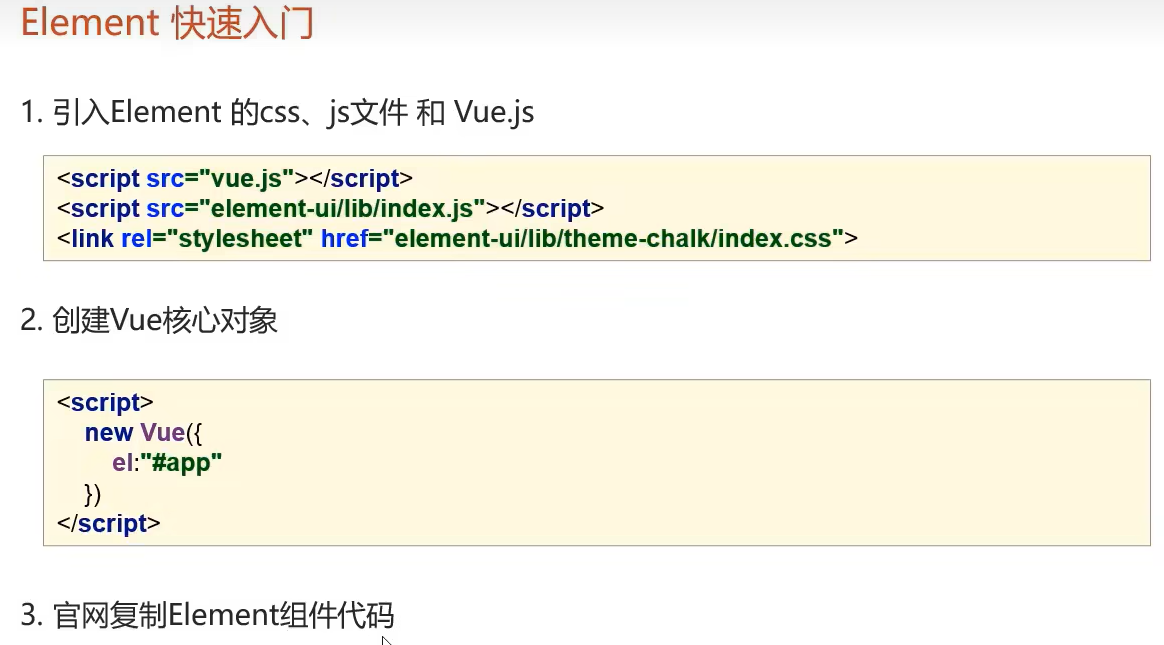 Element 快速入门
1. 引入Element 的css、js文件 和 Vue.js
<script src="vue.js"></script>
<script src="element-ui/lib/index.js"></script>
<link rel="stylesheet" href="element-ui/lib/theme-chalk/index.css">
2. 创建Vue核心对象
<script>
new Vue({
el:"#app"
})
</script>
3. 官网复制Element组件代码